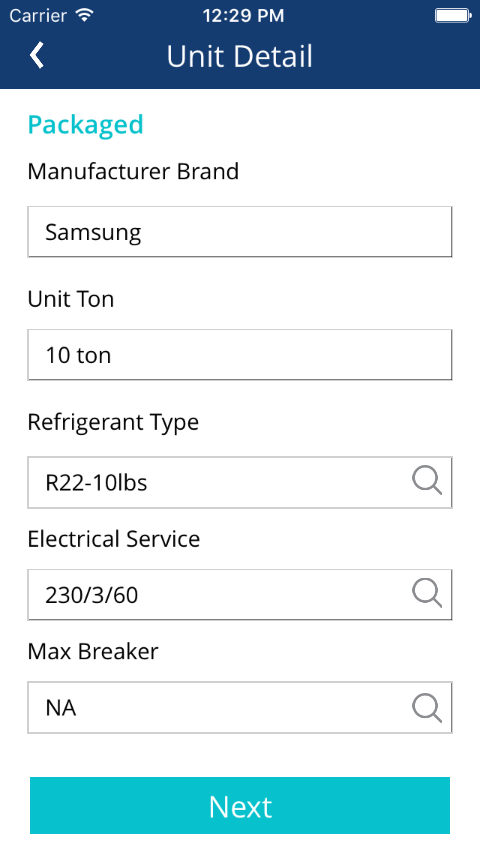 Carrier 12:29 PM
Unit Detail
Packaged
Manufacturer Brand
Samsung
Unit Ton
10 ton
Refrigerant Type
R22-10lbs
Electrical Service
230/3/60
Max Breaker
NA
Next